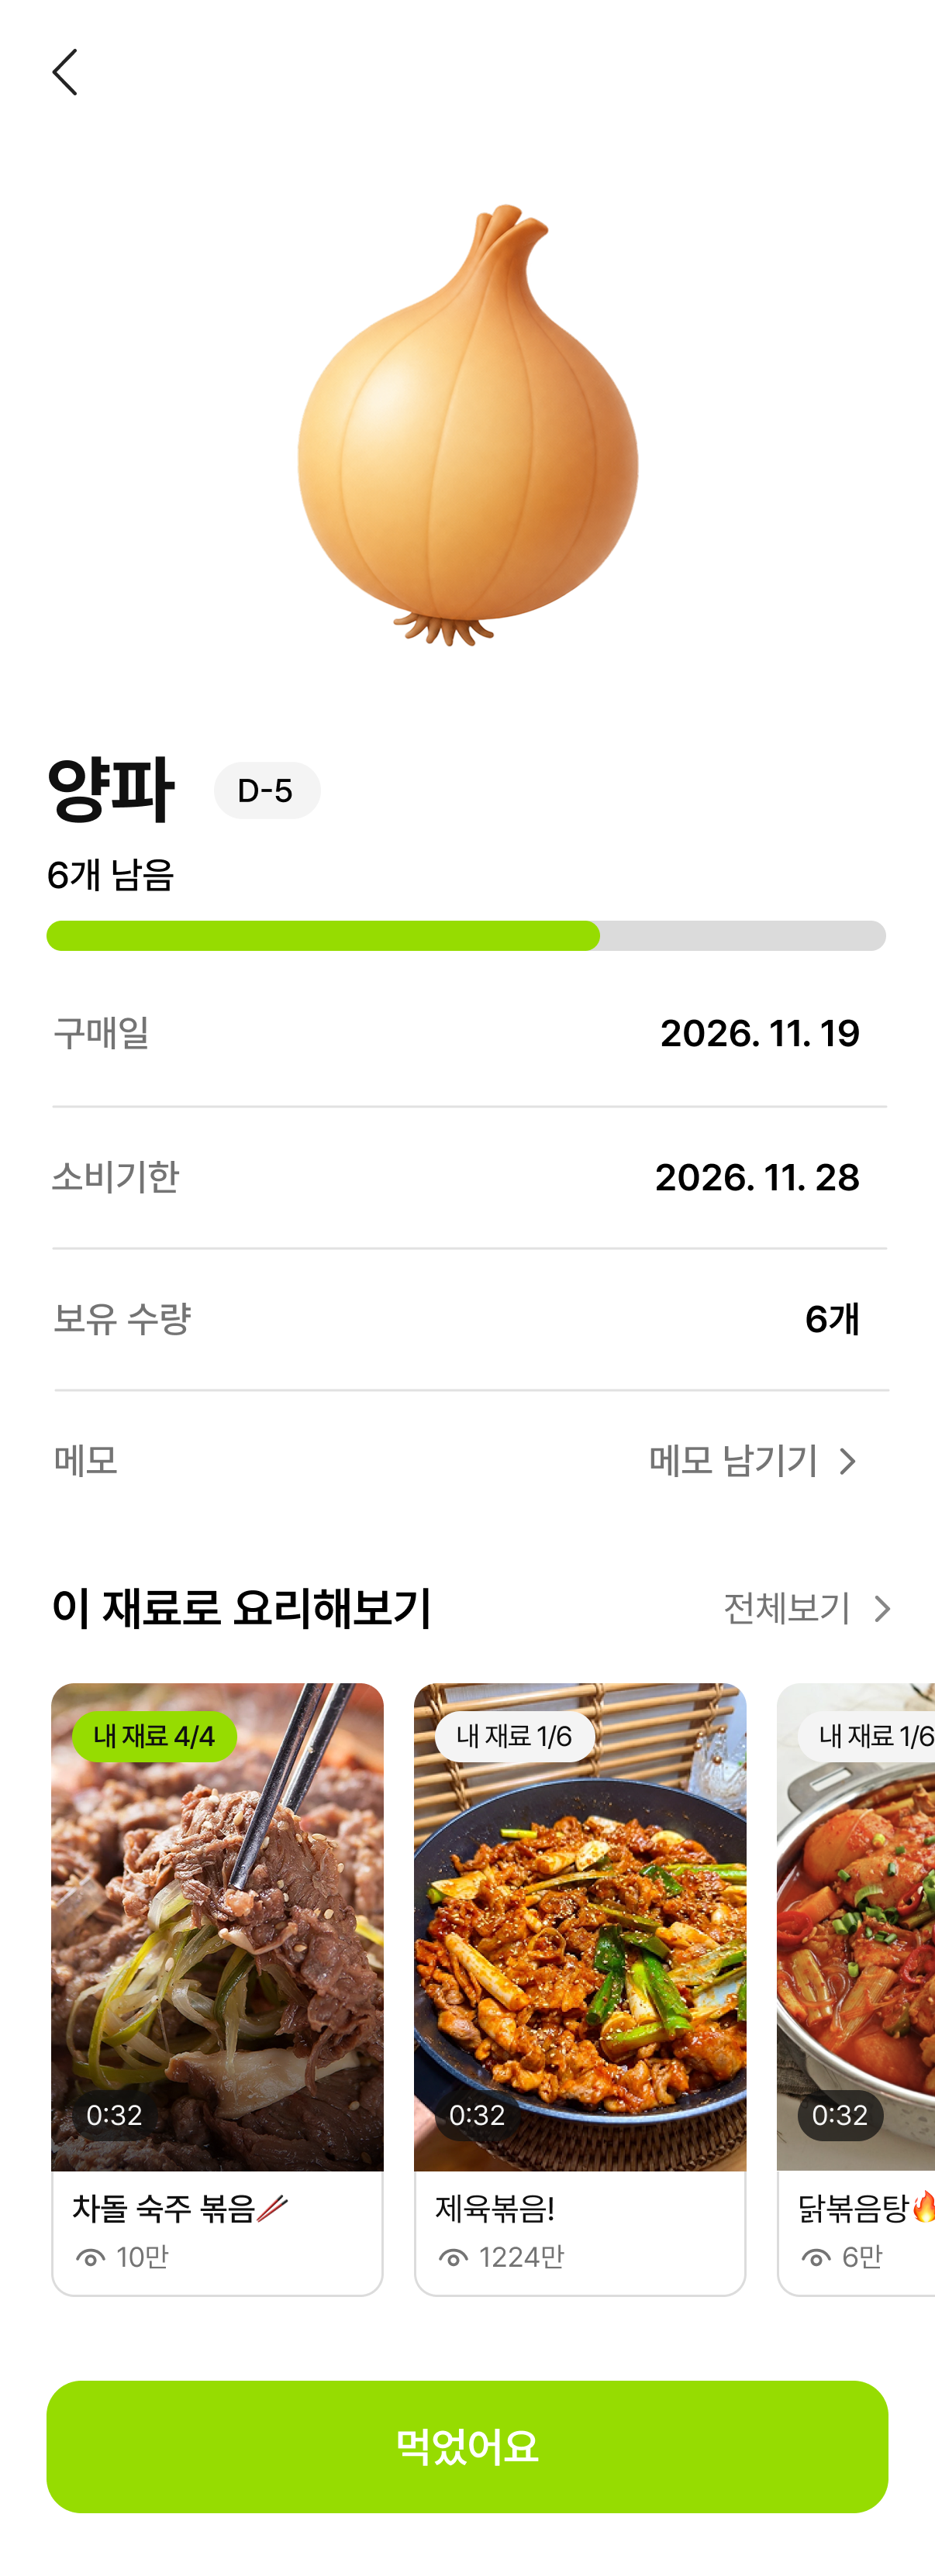 양파 D-5
6개 남음
구매일 2026. 11. 19
소비기한 2026. 11. 28
보유 수량 6개
메모 메모 남기기
이 재료로 요리해보기 전체보기
내 재료 4/4 내 재료 1/6 내 재료 1/6
0:32 0:32 0:32
차돌 숙주 볶음🥢 제육볶음! 닭볶음탕🔥
10만 1224만 6만
먹었어요